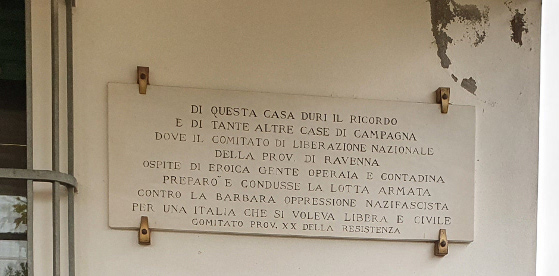 DI QUESTA CASA DURI IL RICORDO
E DI TANTE ALTRE CASE DI CAMPAGNA
DOVE IL COMITATO DI LIBERAZIONE NAZIONALE
DELLA PROV DI RAVENNA
OSPITE DI EROICA GENTE OPERAIA E CONTADINA
PREPARO' E CONDUSSE LA LOTTA ARMATA
CONTRO LA BARBARA OPPRESSIONE NAZIFASCISTA
PER UNA ITALIA CHE SI VOLEVA LIBERA E CIVILE
COMITATO PROV. XX DELLA RESISTENZA